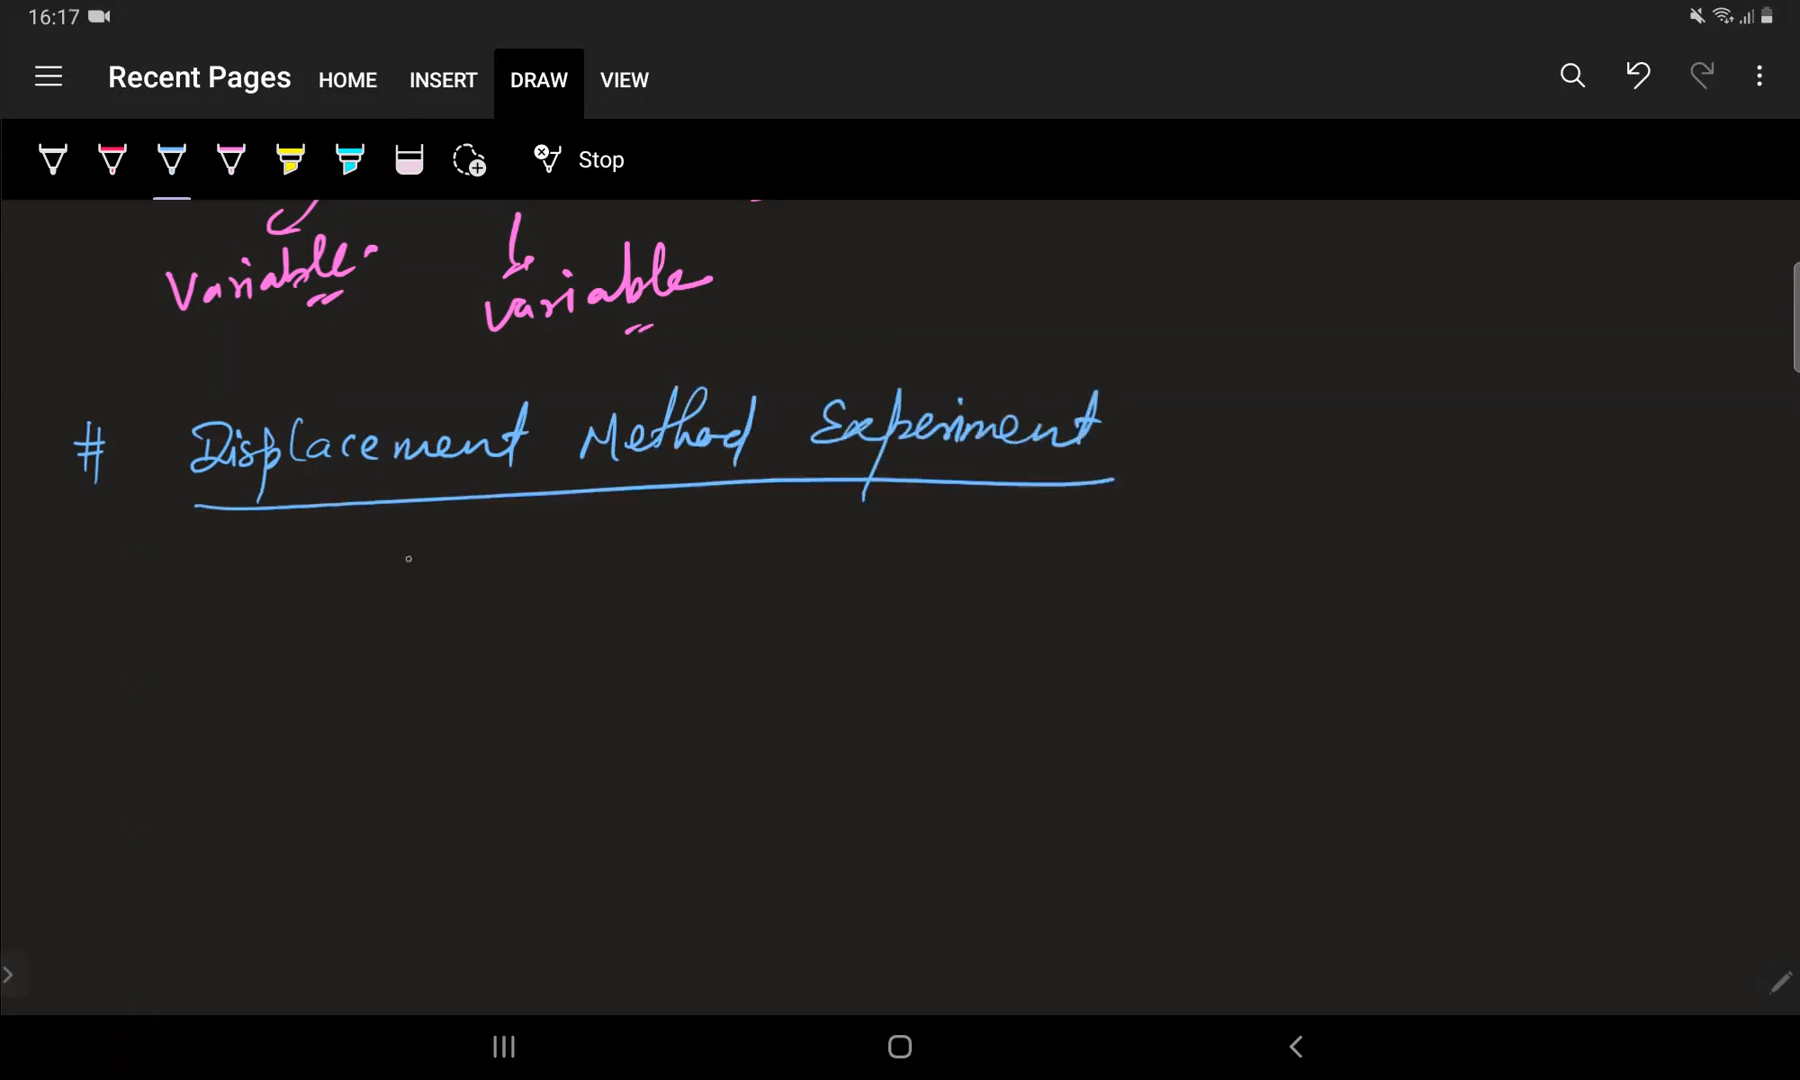 16:17
Recent Pages HOME INSERT DRAW VIEW
Stop
Variable.
variable
# Displacement Method Experiment